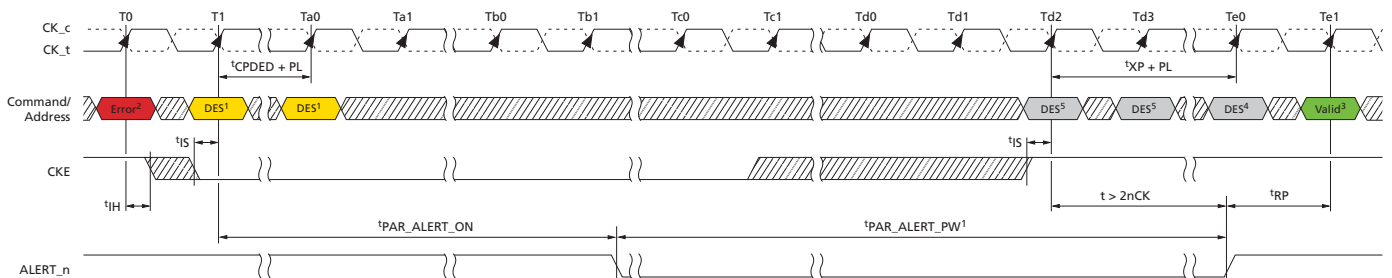 T0 T1 Ta0 Ta1 Tb0 Tb1 Tc0 Tc1 Td0 Td1 Td2 Td3 Te0 Te1
CK_c
CK_t
tCPDED + PL tXP + PL
Command/
Address
Error² DES¹ DES¹ DES⁵ DES⁵ DES⁴ Valid³
tIS tIS
CKE
tIH t > 2nCK tRP
tPAR_ALERT_ON tPAR_ALERT_PW¹
ALERT_n